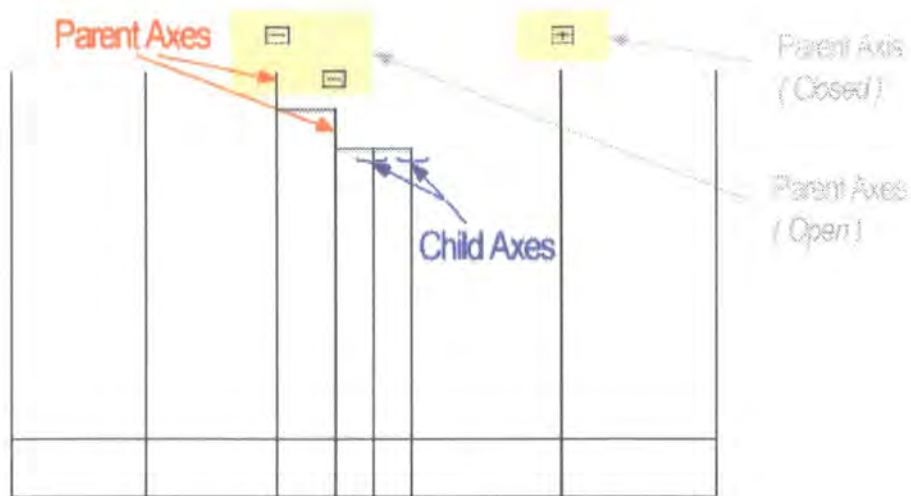 Parent Axes
Parent Axis
( Closed )
Parent Axes
( Open )
Child Axes